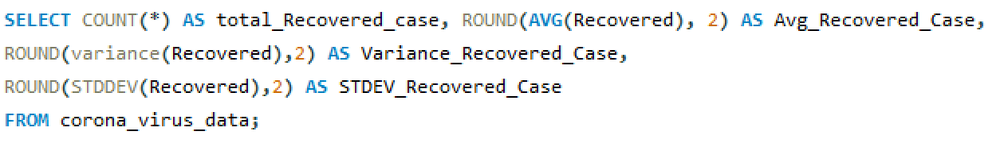 SELECT COUNT(*) AS total_Recovered_case, ROUND(AVG(Recovered), 2) AS Avg_Recovered_Case,
ROUND(variance(Recovered),2) AS Variance_Recovered_Case,
ROUND(STDDEV(Recovered),2) AS STDEV_Recovered_Case
FROM corona_virus_data;